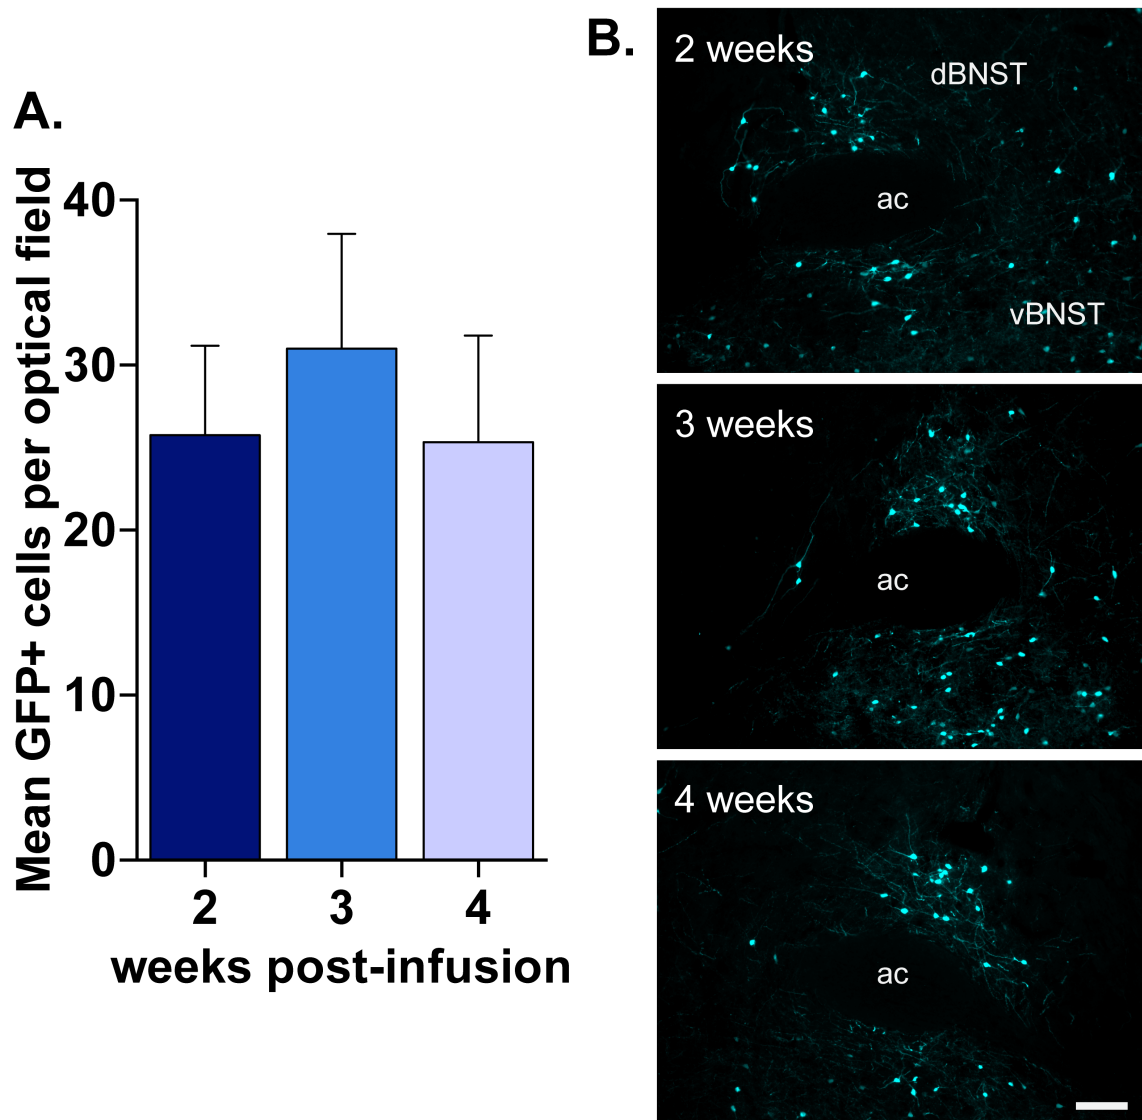 A.
Mean GFP+ cells per optical field
40
30
20
10
0
2 3 4
weeks post-infusion
B.
2 weeks
dBNST
ac
vBNST
3 weeks
ac
4 weeks
ac